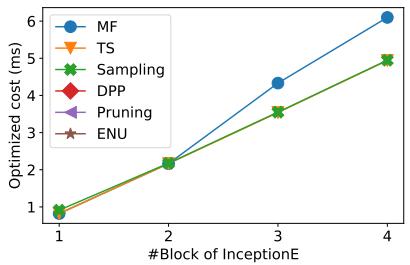 MF
TS
Sampling
DPP
Pruning
ENU
Optimized cost (ms)
6
5
4
3
2
1
1 2 3 4
#Block of InceptionE